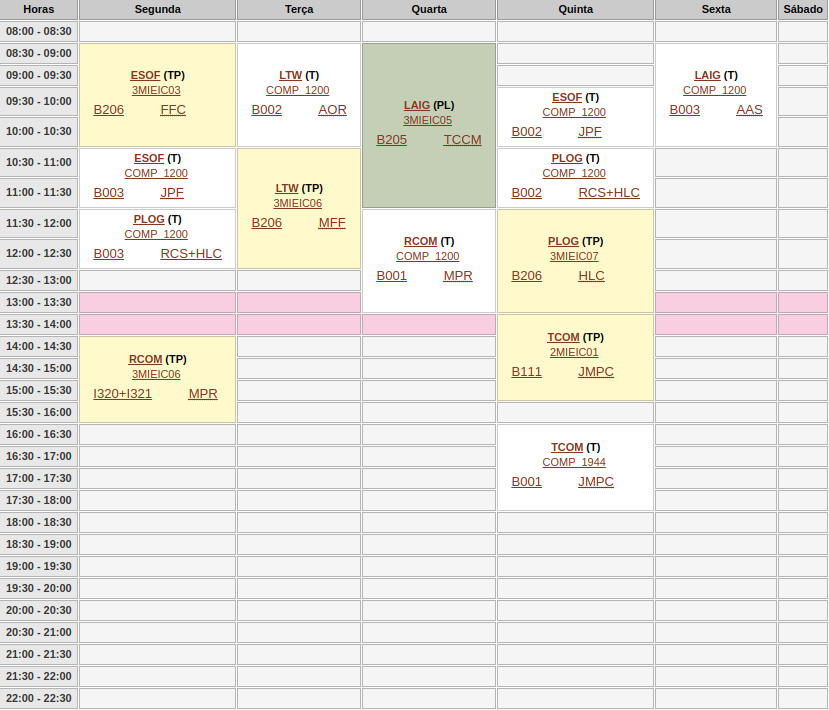 Horas Segunda Terça Quarta Quinta Sexta Sábado
08:00 - 08:30
08:30 - 09:00
ESOF (TP)
3MIEIC03
B206 FFC
LTW (T)
COMP_1200
B002 AOR
LAIG (PL)
3MIEIC05
B205 TCCM
LAIG (T)
COMP_1200
B003 AAS
09:00 - 09:30
09:30 - 10:00
ESOF (T)
COMP_1200
B002 JPF
10:00 - 10:30
10:30 - 11:00
ESOF (T)
COMP_1200
B003 JPF
LTW (TP)
3MIEIC06
B206 MFF
PLOG (T)
COMP_1200
B002 RCS+HLC
11:00 - 11:30
11:30 - 12:00
PLOG (T)
COMP_1200
B003 RCS+HLC
RCOM (T)
COMP_1200
B001 MPR
PLOG (TP)
3MIEIC07
B206 HLC
12:00 - 12:30
12:30 - 13:00
13:00 - 13:30
13:30 - 14:00
TCOM (TP)
2MIEIC01
B111 JMPC
14:00 - 14:30
RCOM (TP)
3MIEIC06
I320+I321 MPR
14:30 - 15:00
15:00 - 15:30
15:30 - 16:00
16:00 - 16:30
TCOM (T)
COMP_1944
B001 JMPC
16:30 - 17:00
17:00 - 17:30
17:30 - 18:00
18:00 - 18:30
18:30 - 19:00
19:00 - 19:30
19:30 - 20:00
20:00 - 20:30
20:30 - 21:00
21:00 - 21:30
21:30 - 22:00
22:00 - 22:30